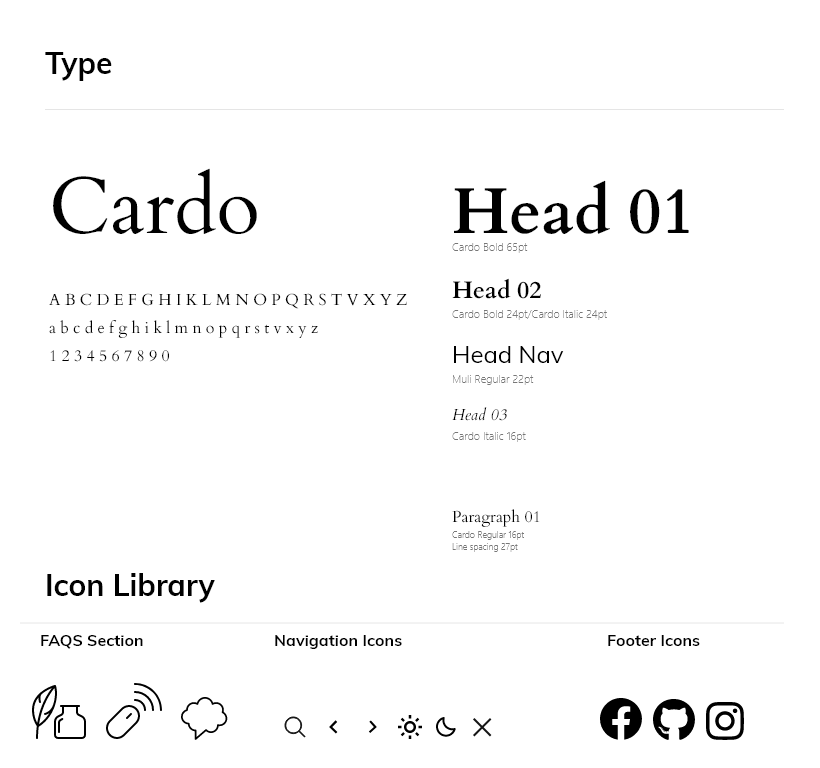 Type
Cardo
A B C D E F G H I K L M N O P Q R S T V X Y Z
a b c d e f g h i k l m n o p q r s t v x y z
1 2 3 4 5 6 7 8 9 0
Head 01
Cardo Bold 65pt
Head 02
Cardo Bold 24pt/Cardo Italic 24pt
Head Nav
Muli Regular 22pt
Head 03
Cardo Italic 16pt
Paragraph 01
Cardo Regular 16pt
Line spacing 27pt
Icon Library
FAQS Section
Navigation Icons
Footer Icons